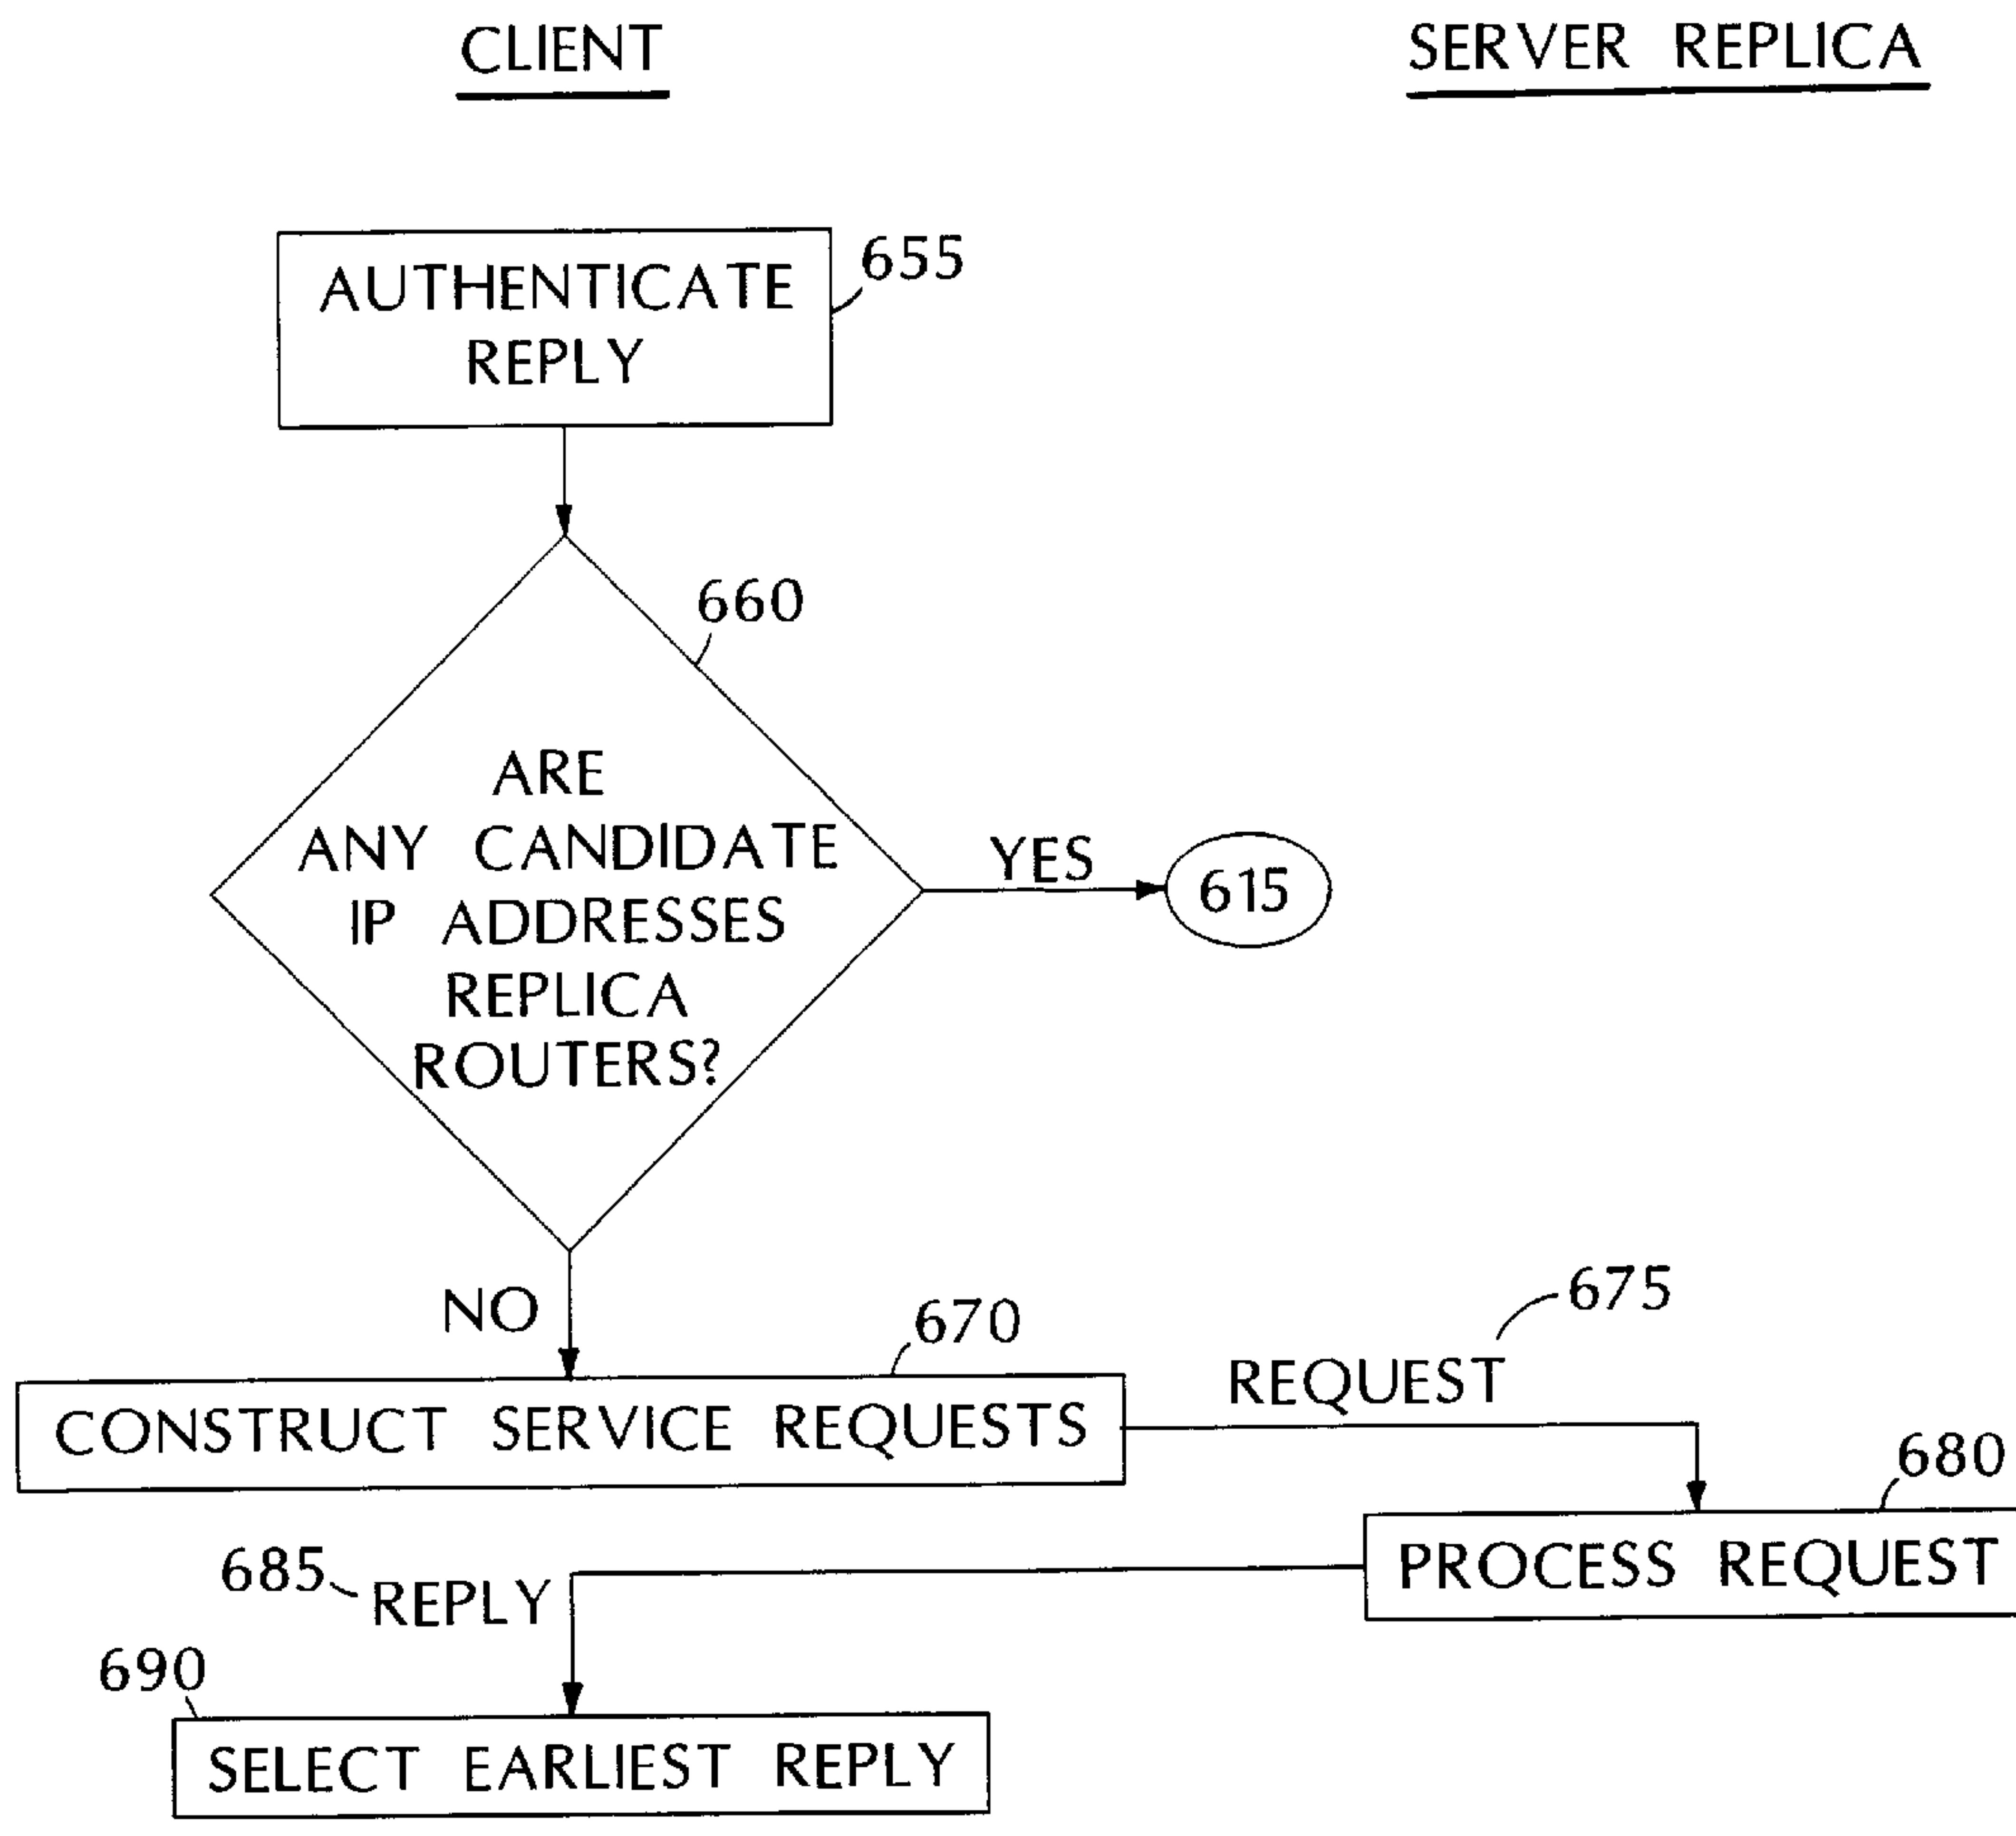 CLIENT
SERVER REPLICA
AUTHENTICATE
REPLY
655
660
ARE
ANY CANDIDATE
IP ADDRESSES
REPLICA
ROUTERS?
YES
615
NO
670
675
CONSTRUCT SERVICE REQUESTS
REQUEST
680
PROCESS REQUEST
685
REPLY
690
SELECT EARLIEST REPLY